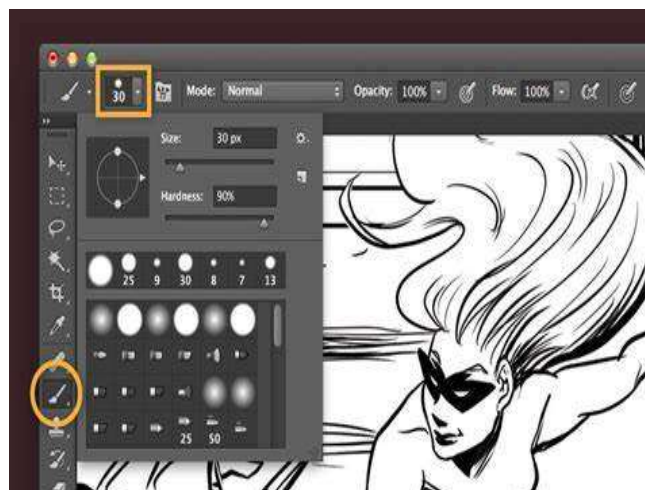 30 Mode: Normal Opacity: 100% Flow: 100%
Size: 30 px
Hardness: 90%
25 9 30 8 7 13
25 50